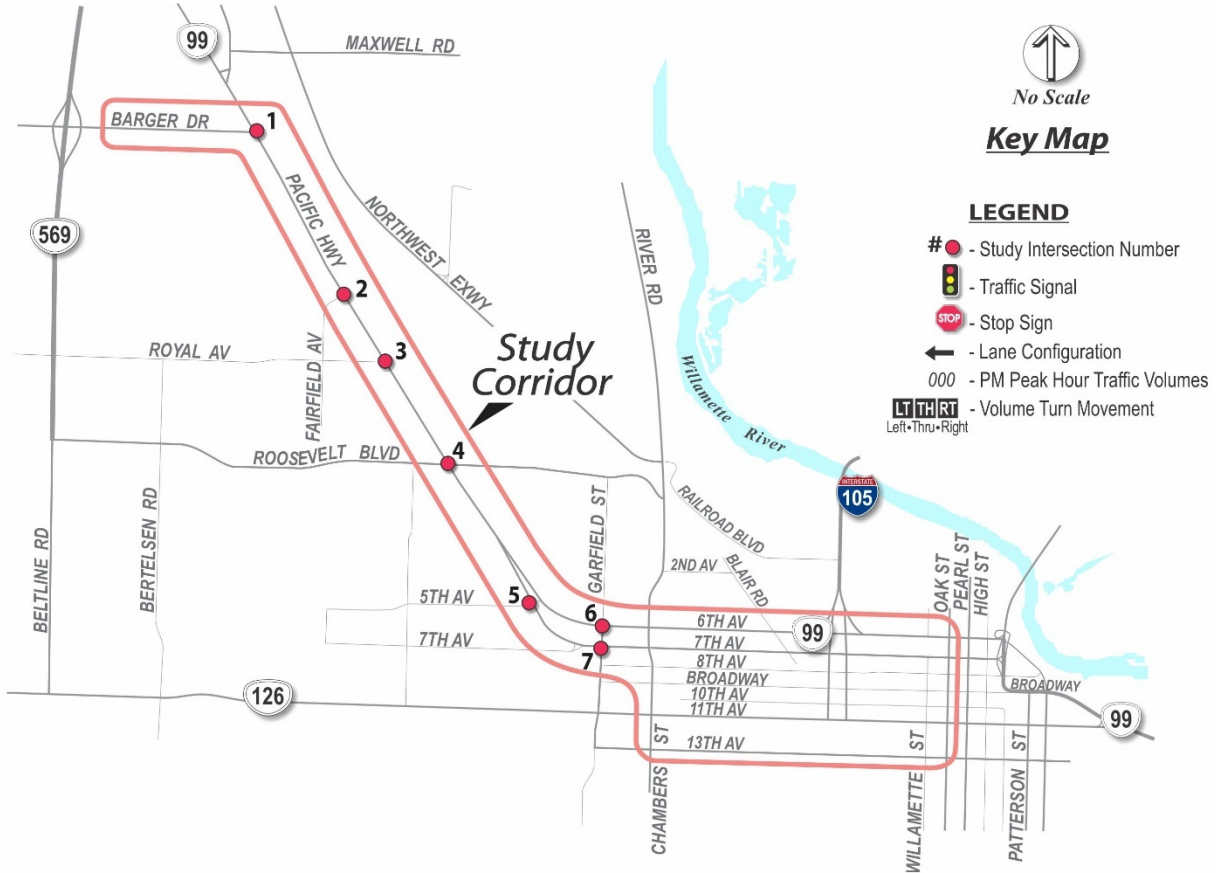 99
MAXWELL RD
No Scale
Key Map
BARGER DR
1
PACIFIC HWY
NORTHWEST EXWY
569
RIVER RD
LEGEND
# - Study Intersection Number
- Traffic Signal
STOP - Stop Sign
- Lane Configuration
000 - PM Peak Hour Traffic Volumes
LT TH RT - Volume Turn Movement
Left•Thru•Right
2
ROYAL AV
FAIRFIELD AV
3
Study
Corridor
Willamette River
ROOSEVELT BLVD
4
BELTLINE RD
BERTELSEN RD
GARFIELD ST
RAILROAD BLVD
INTERSTATE
105
2ND AV
BLAIR RD
OAK ST
PEARL ST
HIGH ST
5TH AV
5
6
6TH AV
99
7TH AV
7
7TH AV
8TH AV
BROADWAY
10TH AV
11TH AV
BROADWAY
126
99
13TH AV
CHAMBERS ST
WILLAMETTE ST
PATTERSON ST